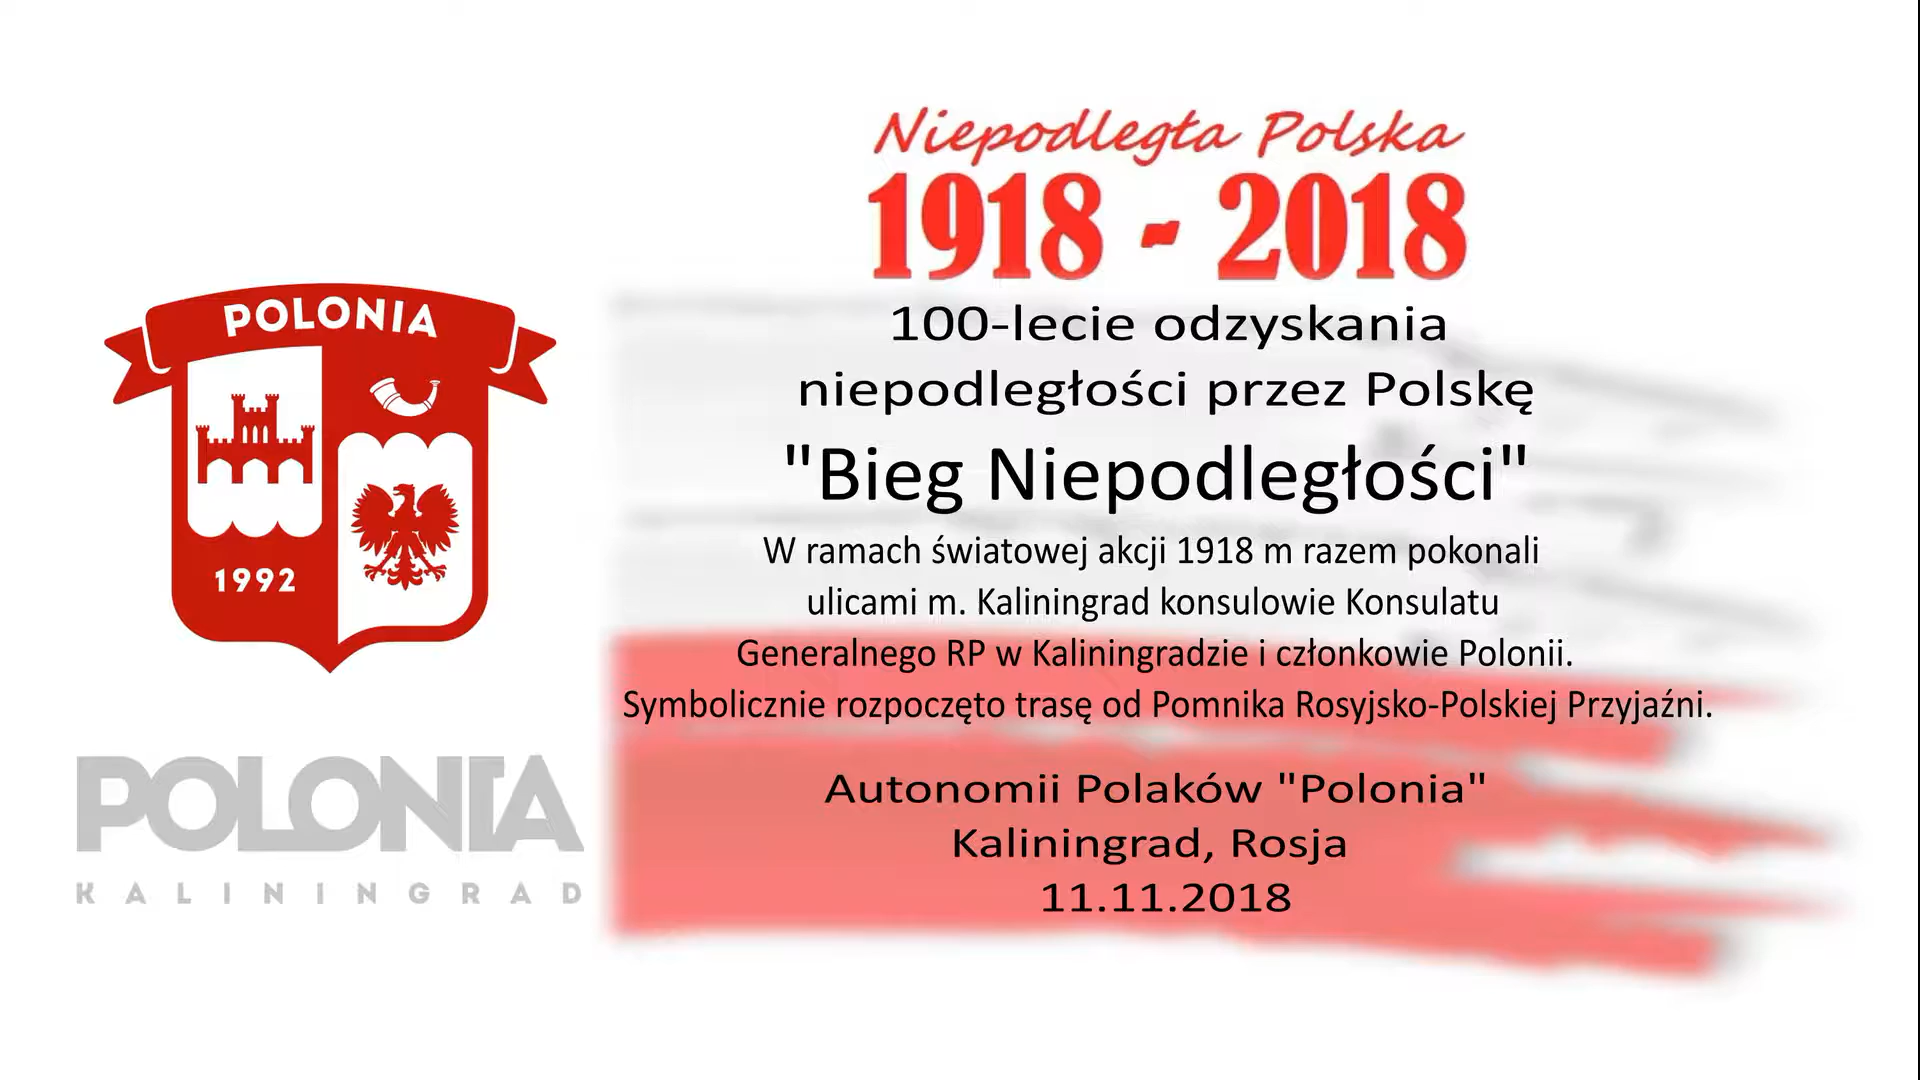 POLONIA
1992
POLONIA
KALININGRAD
Niepodległa Polska
1918 - 2018
100-lecie odzyskania
niepodległości przez Polskę
"Bieg Niepodległości"
W ramach światowej akcji 1918 m razem pokonali
ulicami m. Kaliningrad konsulowie Konsulatu
Generalnego RP w Kaliningradzie i członkowie Polonii.
Symbolicznie rozpoczęto trasę od Pomnika Rosyjsko-Polskiej Przyjaźni.
Autonomii Polaków "Polonia"
Kaliningrad, Rosja
11.11.2018